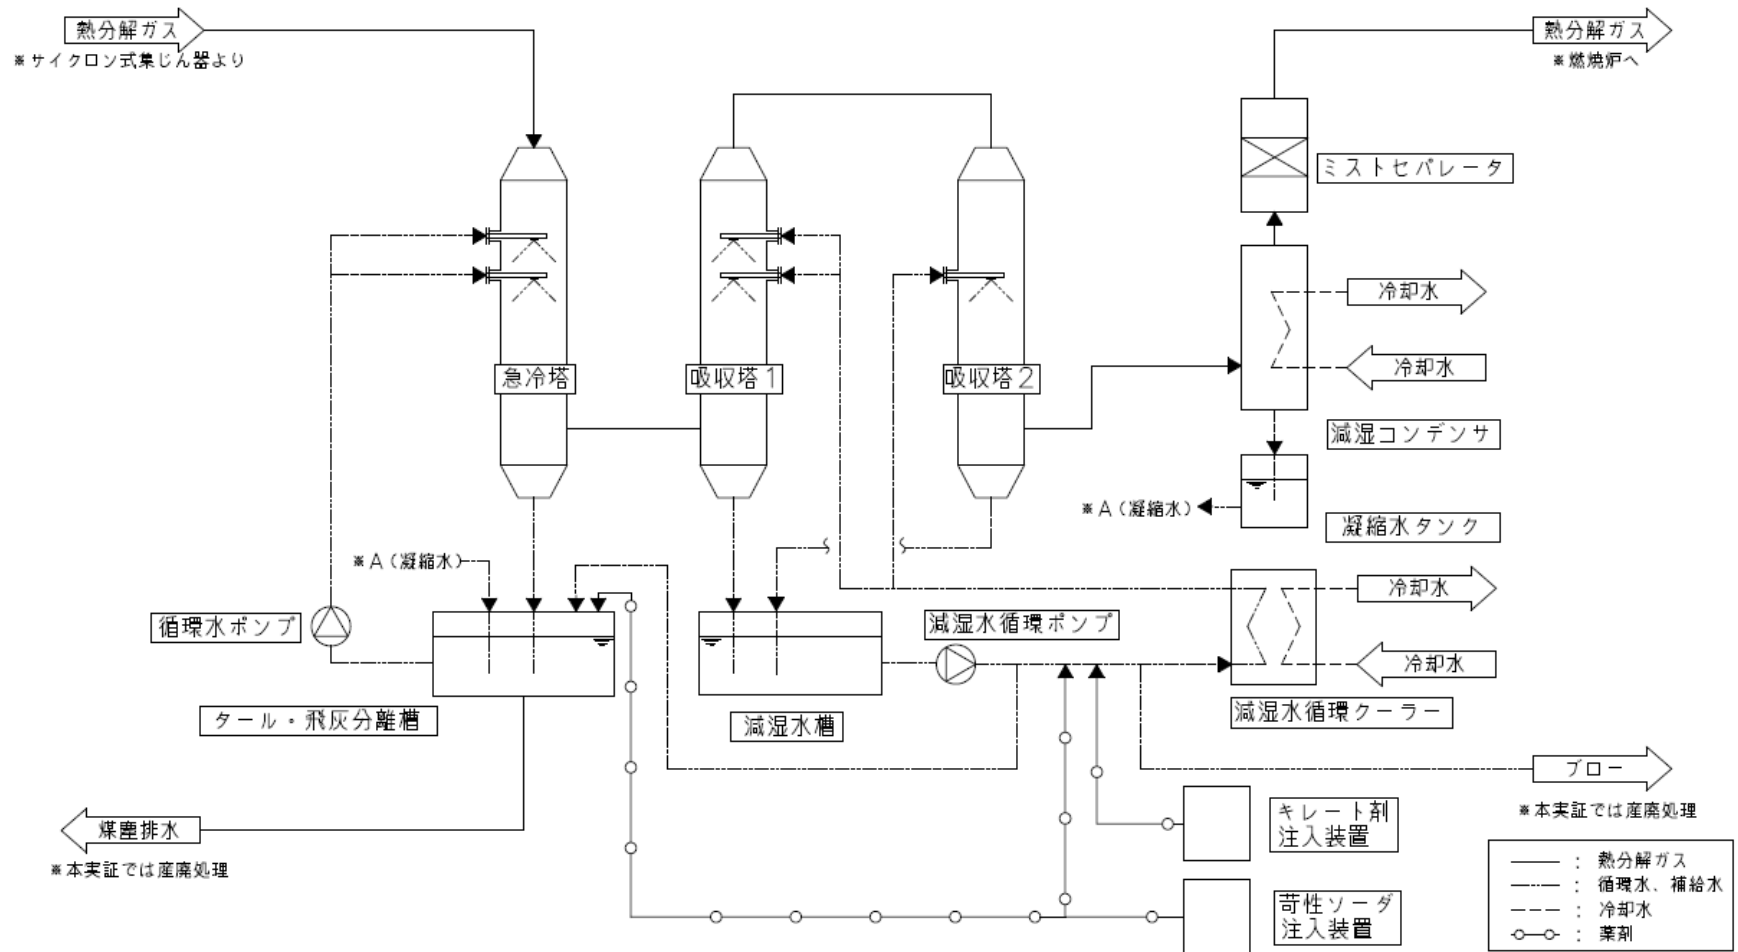 熱分解ガス
※サイクロン式集じん器より
熱分解ガス
※燃焼炉へ
ミストセパレータ
冷却水
冷却水
急冷塔
吸収塔1
吸収塔2
減湿コンデンサ
※A(凝縮水)
凝縮水タンク
※A(凝縮水)
冷却水
循環水ポンプ
減湿水循環ポンプ
冷却水
タール・飛灰分離槽
減湿水槽
減湿水循環クーラー
ブロー
※本実証では産廃処理
煤塵排水
※本実証では産廃処理
キレート剤
注入装置
苛性ソーダ
注入装置
: 熱分解ガス
: 循環水、補給水
: 冷却水
: 薬剤